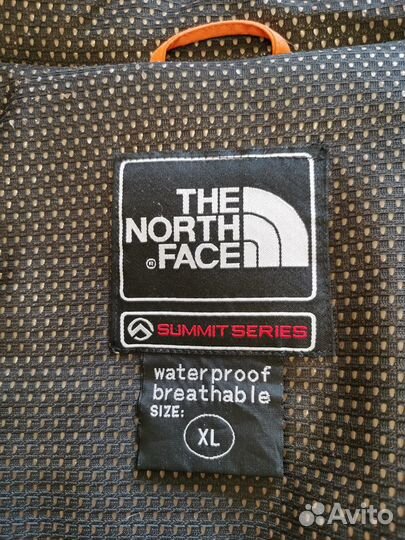 THE
NORTH
FACE
®
SUMMIT SERIES
waterproof
breathable
SIZE:
XL
Avito